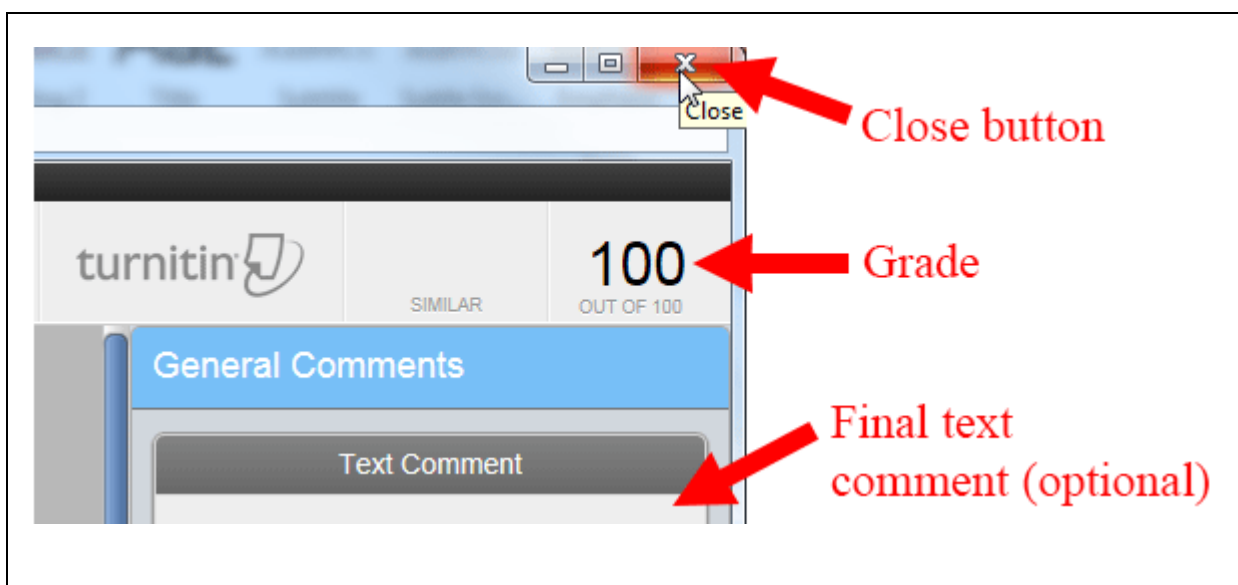 Close
Close button
turnitin
100
Grade
SIMILAR
OUT OF 100
General Comments
Final text
comment (optional)
Text Comment